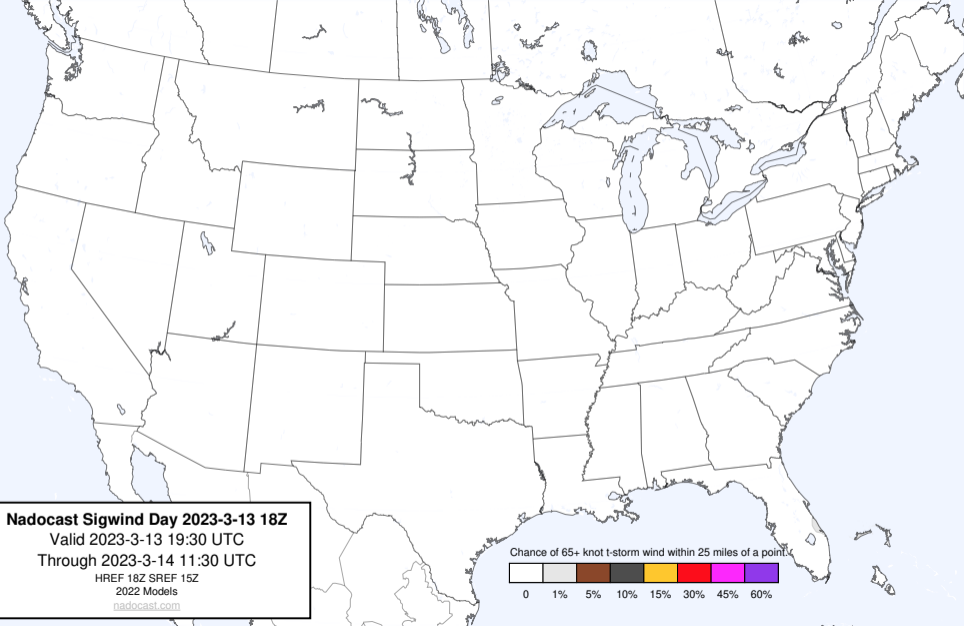 Nadocast Sigwind Day 2023-3-13 18Z
Valid 2023-3-13 19:30 UTC
Through 2023-3-14 11:30 UTC
HREF 18Z SREF 15Z
2022 Models
nadocast.com
Chance of 65+ knot t-storm wind within 25 miles of a point.
0 1% 5% 10% 15% 30% 45% 60%